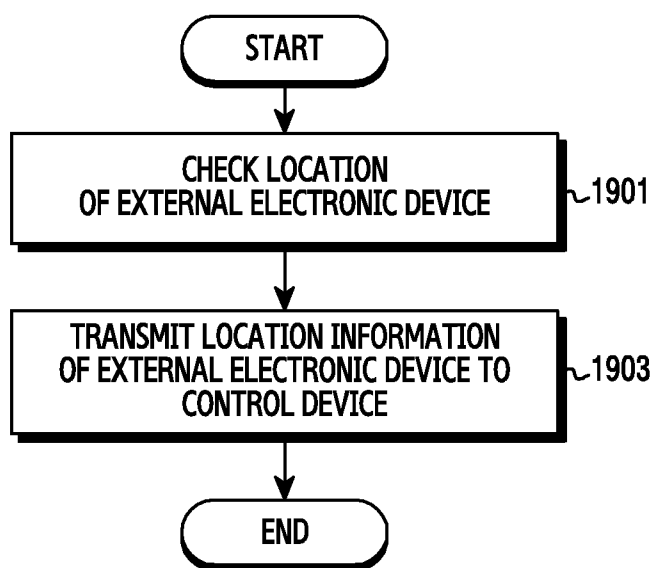 START
CHECK LOCATION
OF EXTERNAL ELECTRONIC DEVICE
1901
TRANSMIT LOCATION INFORMATION
OF EXTERNAL ELECTRONIC DEVICE TO
CONTROL DEVICE
1903
END